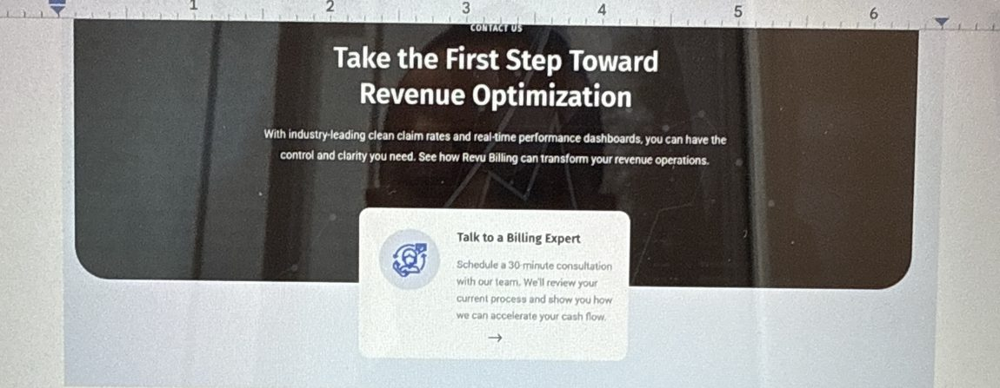 1 2 3 4 5 6
CONTACT US
Take the First Step Toward
Revenue Optimization
With industry-leading clean claim rates and real-time performance dashboards, you can have the
control and clarity you need. See how Revu Billing can transform your revenue operations.
Talk to a Billing Expert
Schedule a 30-minute consultation
with our team. We'll review your
current process and show you how
we can accelerate your cash flow.
→